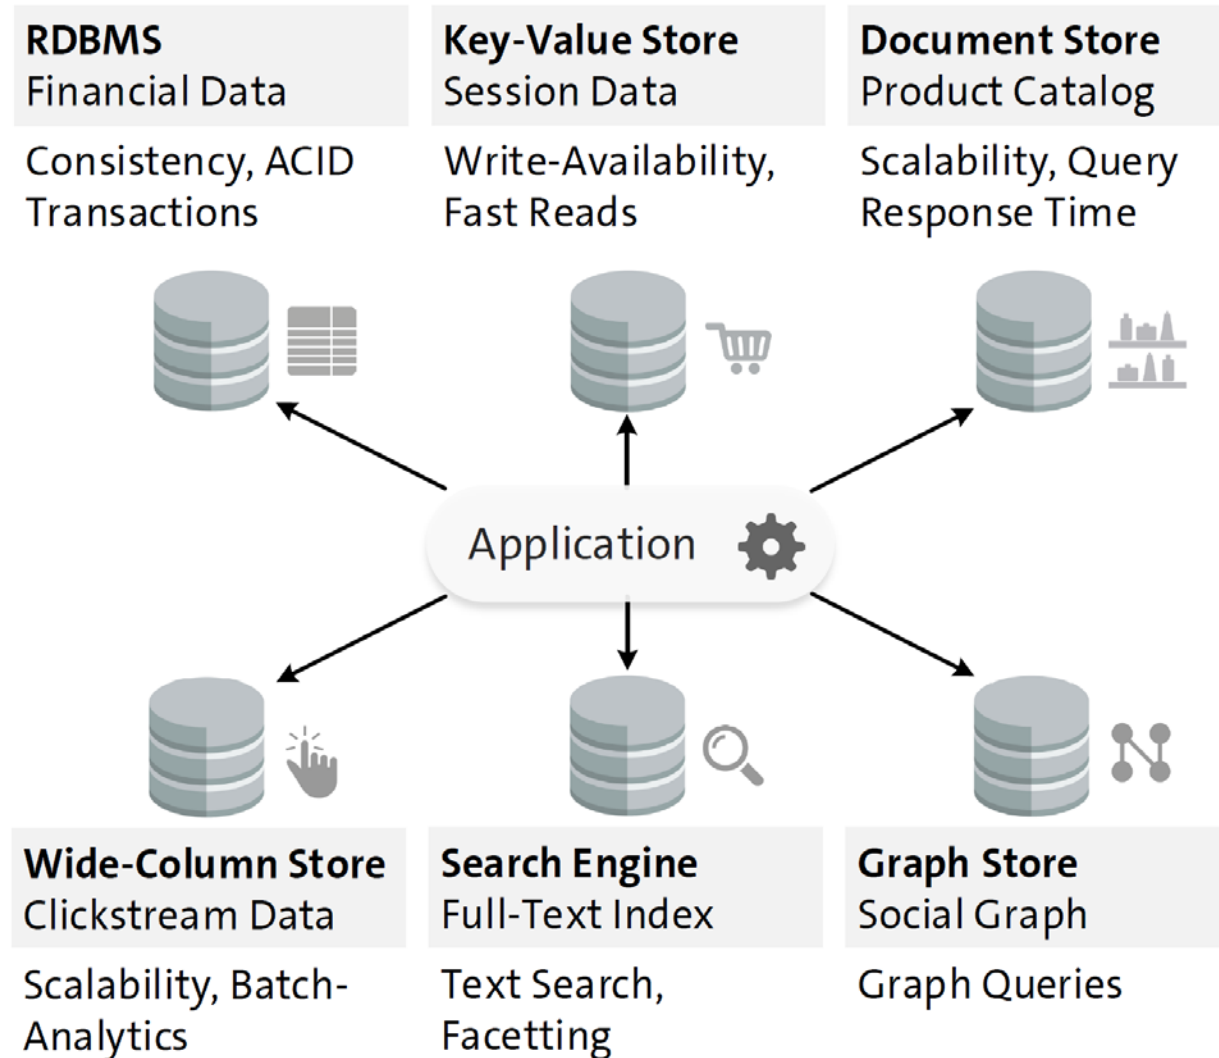 RDBMS
Financial Data
Consistency, ACID
Transactions
Key-Value Store
Session Data
Write-Availability,
Fast Reads
Document Store
Product Catalog
Scalability, Query
Response Time
Application
Wide-Column Store
Clickstream Data
Scalability, Batch-
Analytics
Search Engine
Full-Text Index
Text Search,
Facetting
Graph Store
Social Graph
Graph Queries